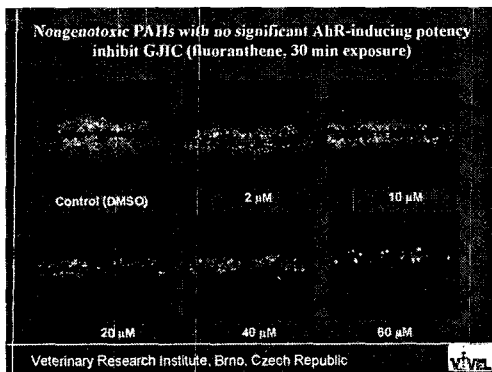 Nongenotoxic PAHs with no significant AhR-inducing potency
inhibit GJIC (fluoranthene, 30 min exposure)
Control (DMSO)
2 µM
10 µM
20 µM
40 µM
60 µM
Veterinary Research Institute, Brno, Czech Republic